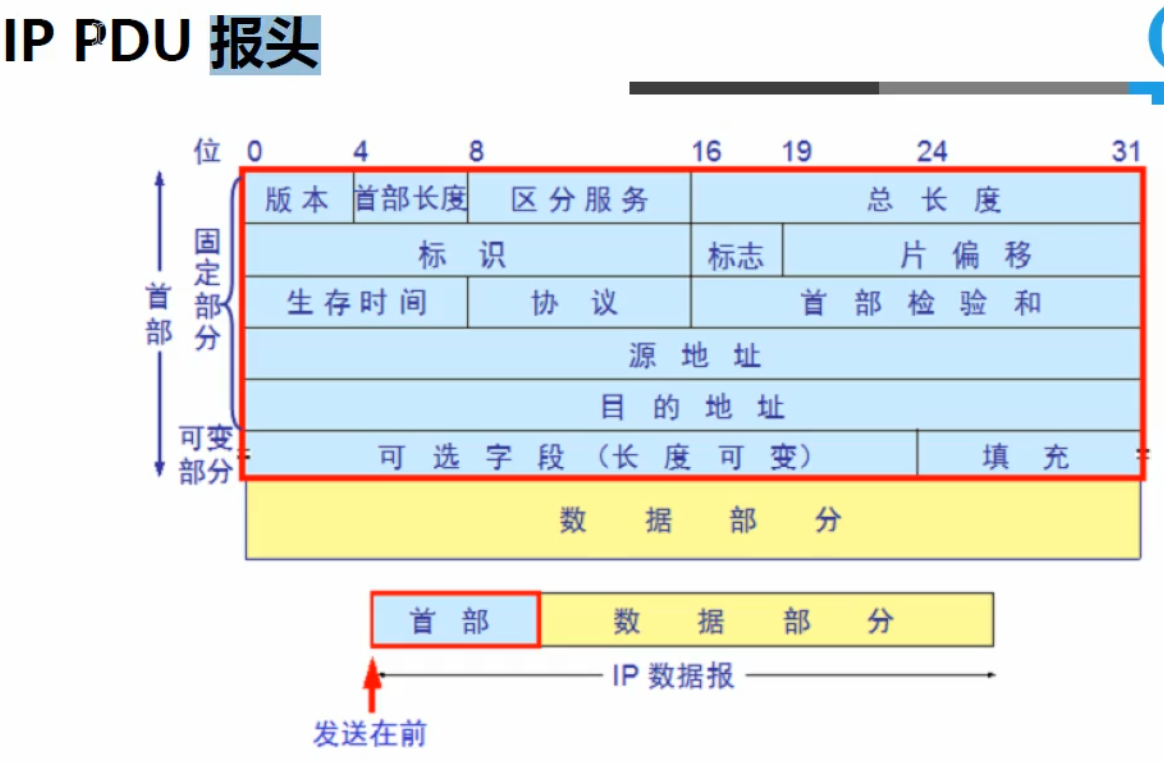 IP PDU 报头
位 0 4 8 16 19 24 31
版本 首部长度 区分服务 总长度
标识 标志 片偏移
生存时间 协议 首部检验和
源地址
目的地址
可选字段（长度可变） 填充
数据部分
首部
固定部分
可变部分
首部 数据部分
IP 数据报
发送在前